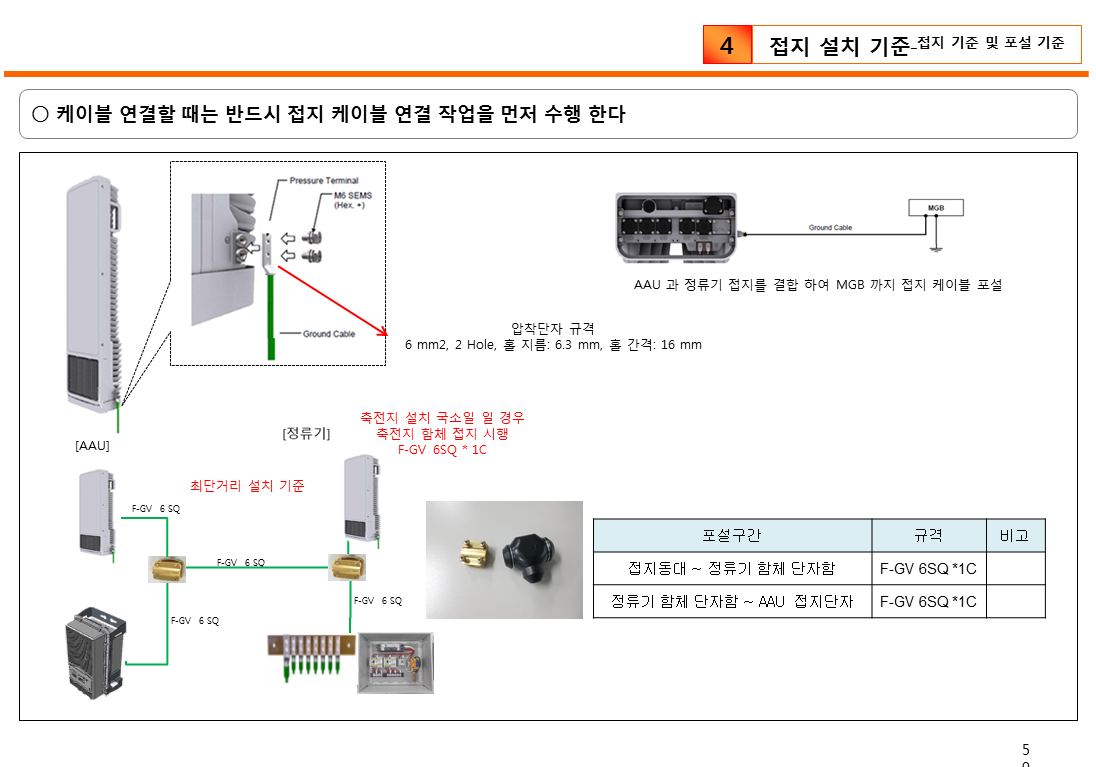 4
접지 설치 기준-접지 기준 및 포설 기준
○ 케이블 연결할 때는 반드시 접지 케이블 연결 작업을 먼저 수행 한다
Pressure Terminal
M6 SEMS
(Hex. +)
Ground Cable
MGB
Ground Cable
AAU 과 정류기 접지를 결합 하여 MGB 까지 접지 케이블 포설
압착단자 규격
6 mm2, 2 Hole, 홀 지름: 6.3 mm, 홀 간격: 16 mm
축전지 설치 국소일 일 경우
축전지 함체 접지 시행
F-GV 6SQ * 1C
[정류기]
[AAU]
최단거리 설치 기준
F-GV 6 SQ
F-GV 6 SQ
F-GV 6 SQ
F-GV 6 SQ
포설구간 규격 비고
접지동대 ~ 정류기 함체 단자함 F-GV 6SQ *1C
정류기 함체 단자함 ~ AAU 접지단자 F-GV 6SQ *1C
5